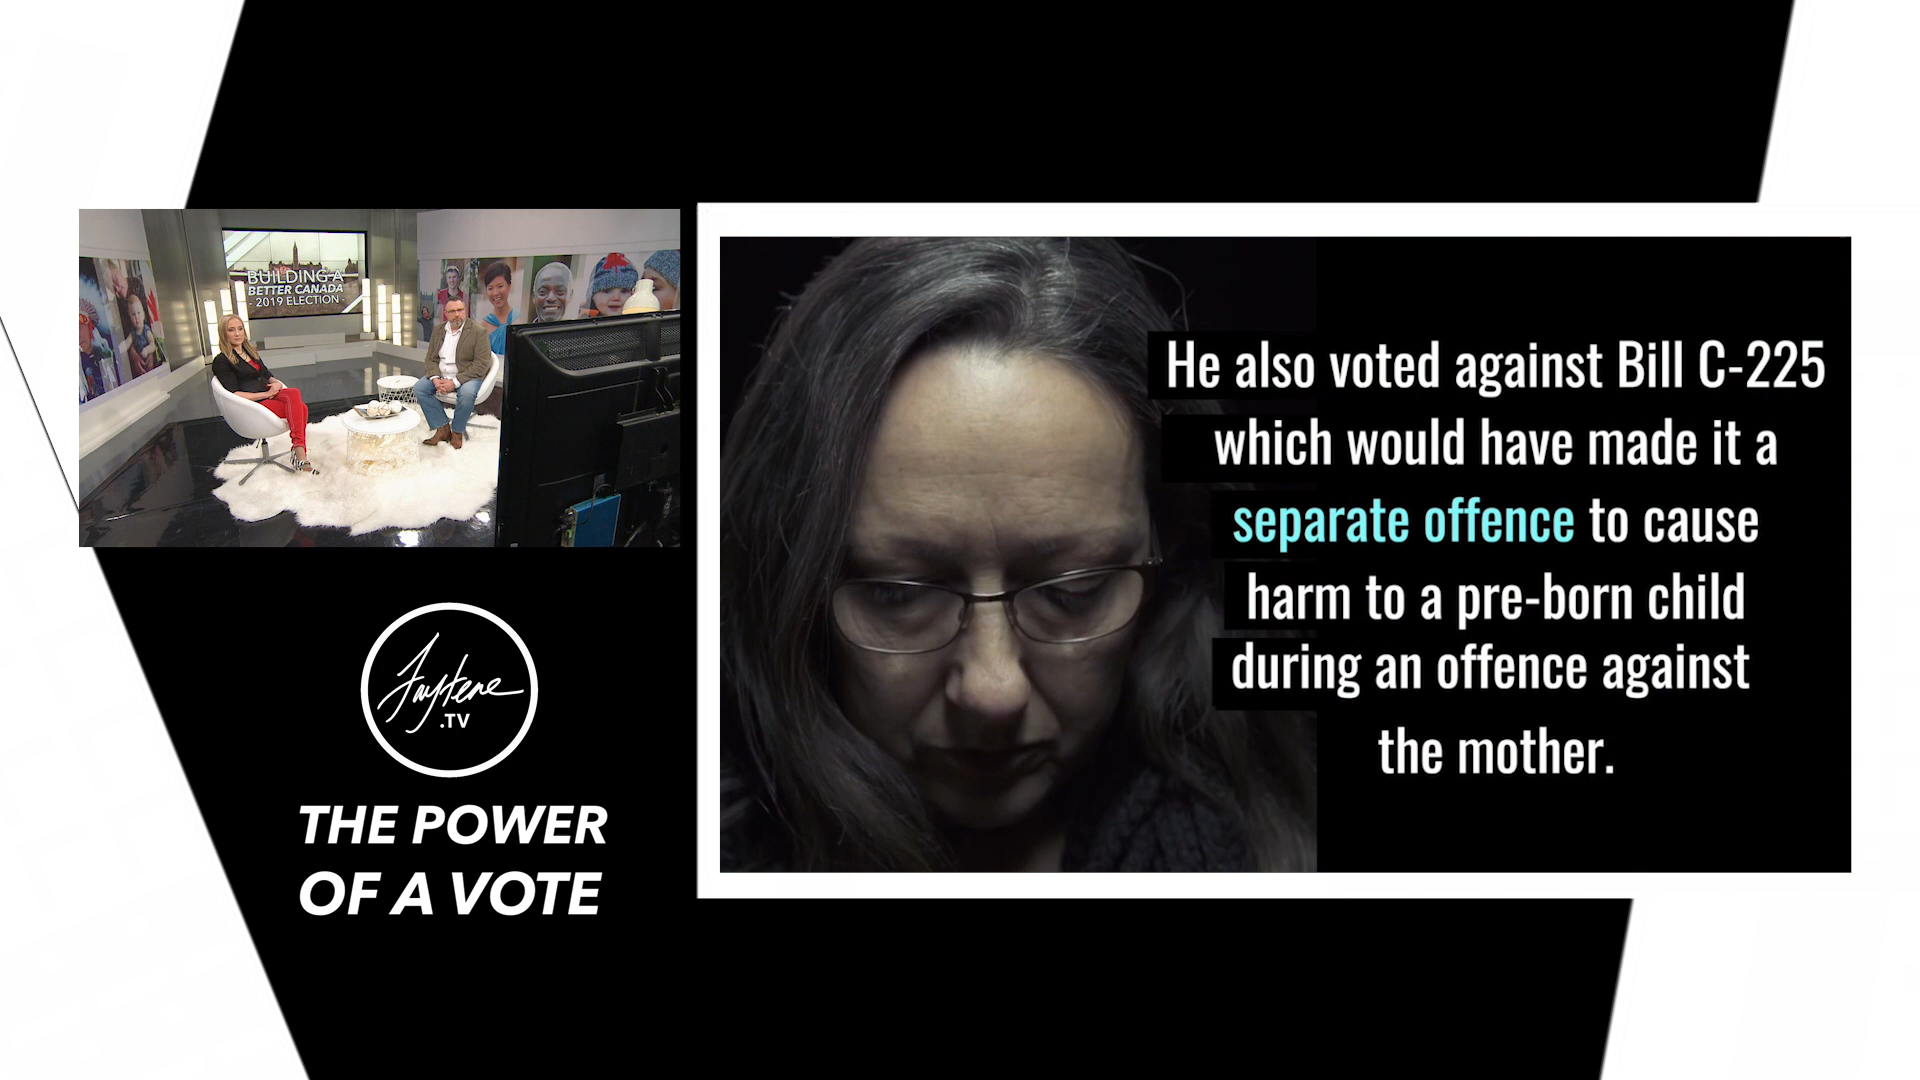 BUILDING A
BETTER CANADA
- 2019 ELECTION -
Faytene
.TV
THE POWER
OF A VOTE
He also voted against Bill C-225
which would have made it a
separate offence to cause
harm to a pre-born child
during an offence against
the mother.